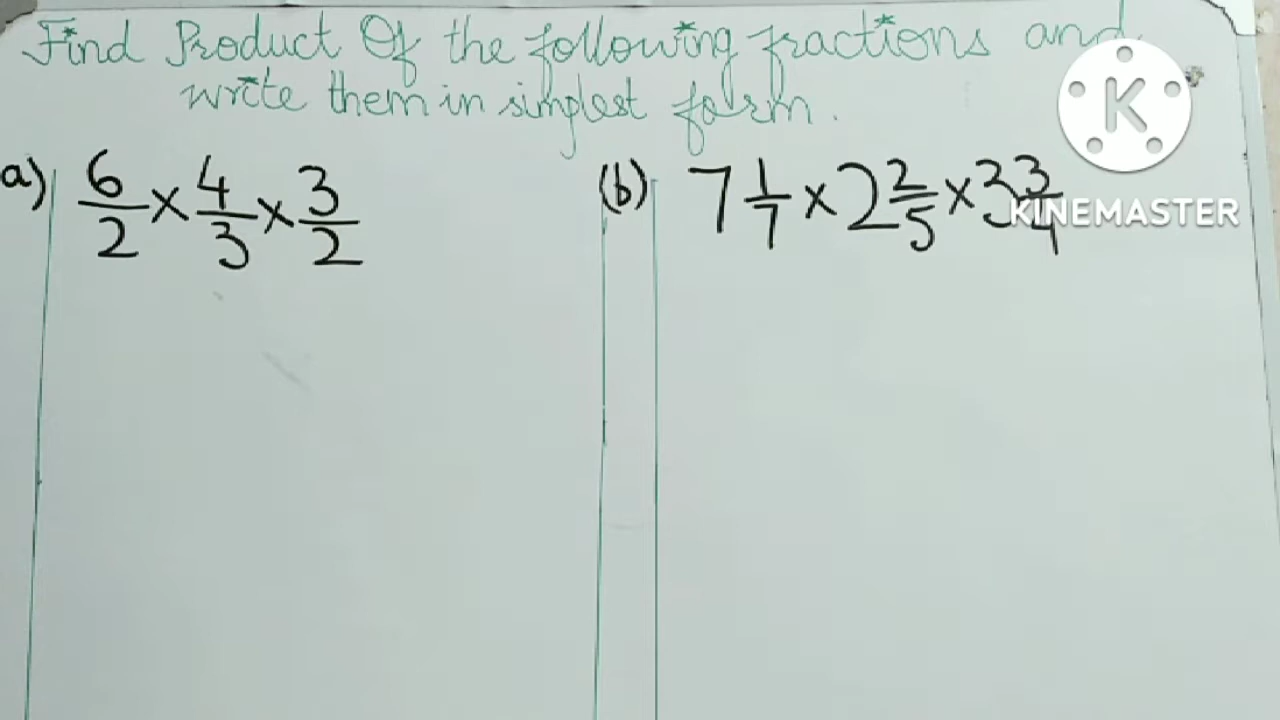 Find Product Of the following fractions and
write them in simplest form.
a) 6/2 × 4/3 × 3/2
(b) 7 1/7 × 2 2/5 × 3 3/4
K
KINEMASTER